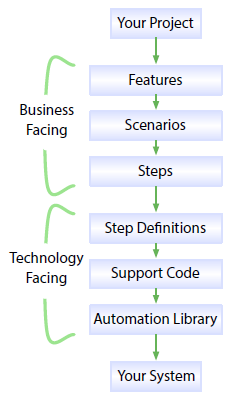 Your Project
Features
Business
Facing
Scenarios
Steps
Step Definitions
Technology
Facing
Support Code
Automation Library
Your System